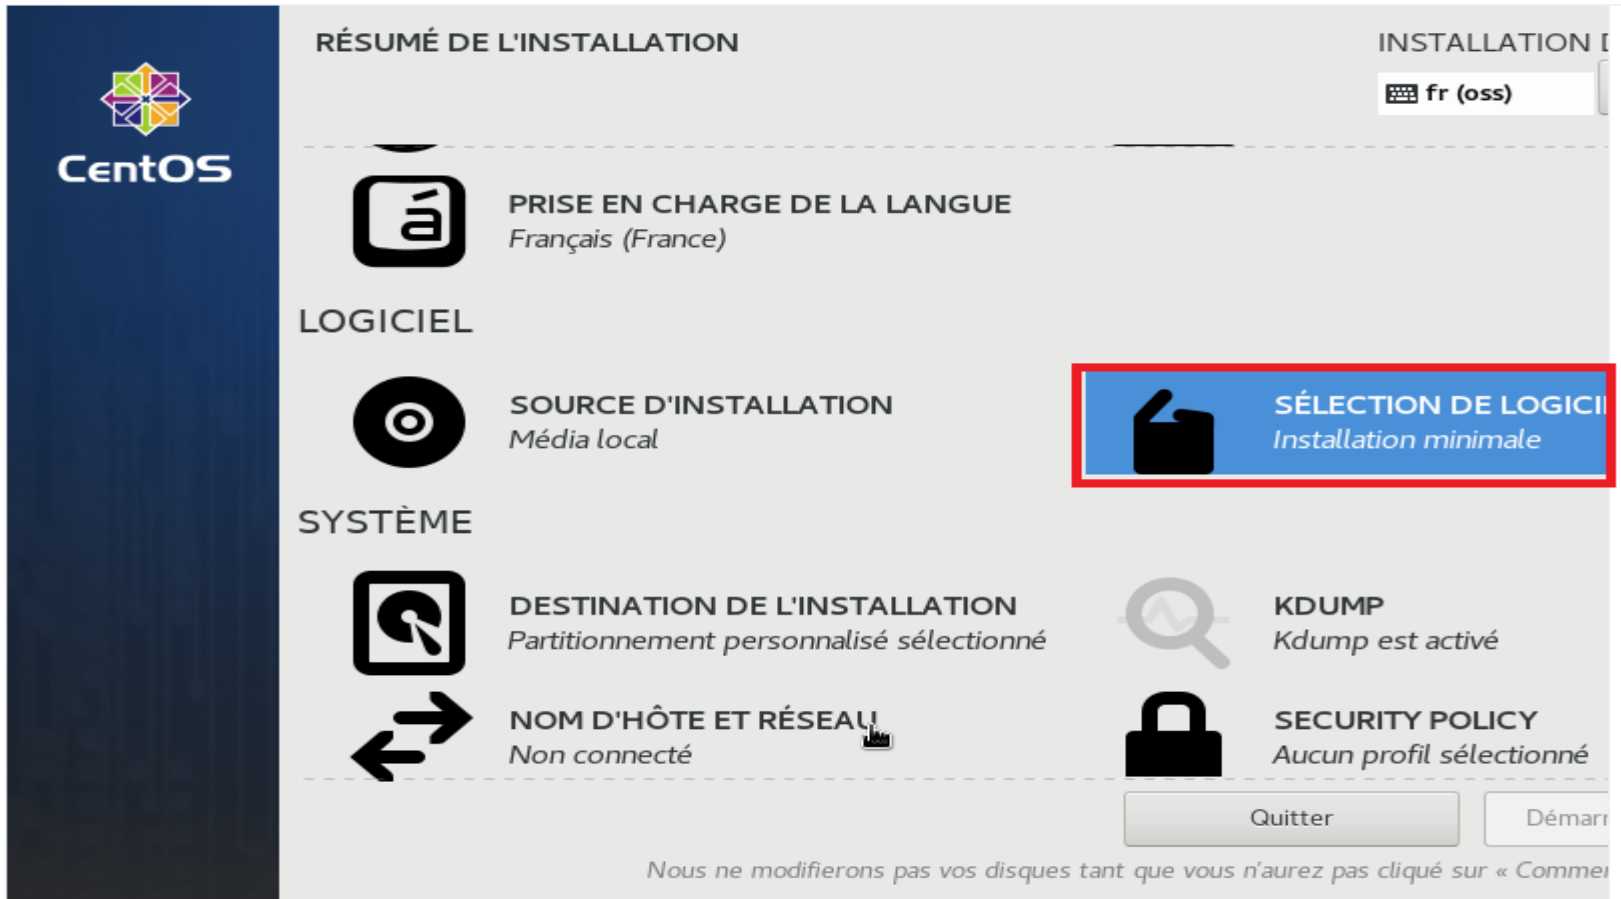 RÉSUMÉ DE L'INSTALLATION
INSTALLATION
fr (oss)
CentOS
á
PRISE EN CHARGE DE LA LANGUE
Français (France)
LOGICIEL
SOURCE D'INSTALLATION
Média local
SÉLECTION DE LOGICI
Installation minimale
SYSTÈME
DESTINATION DE L'INSTALLATION
Partitionnement personnalisé sélectionné
KDUMP
Kdump est activé
NOM D'HÔTE ET RÉSEAU
Non connecté
SECURITY POLICY
Aucun profil sélectionné
Quitter
Démarr
Nous ne modifierons pas vos disques tant que vous n'aurez pas cliqué sur « Commen